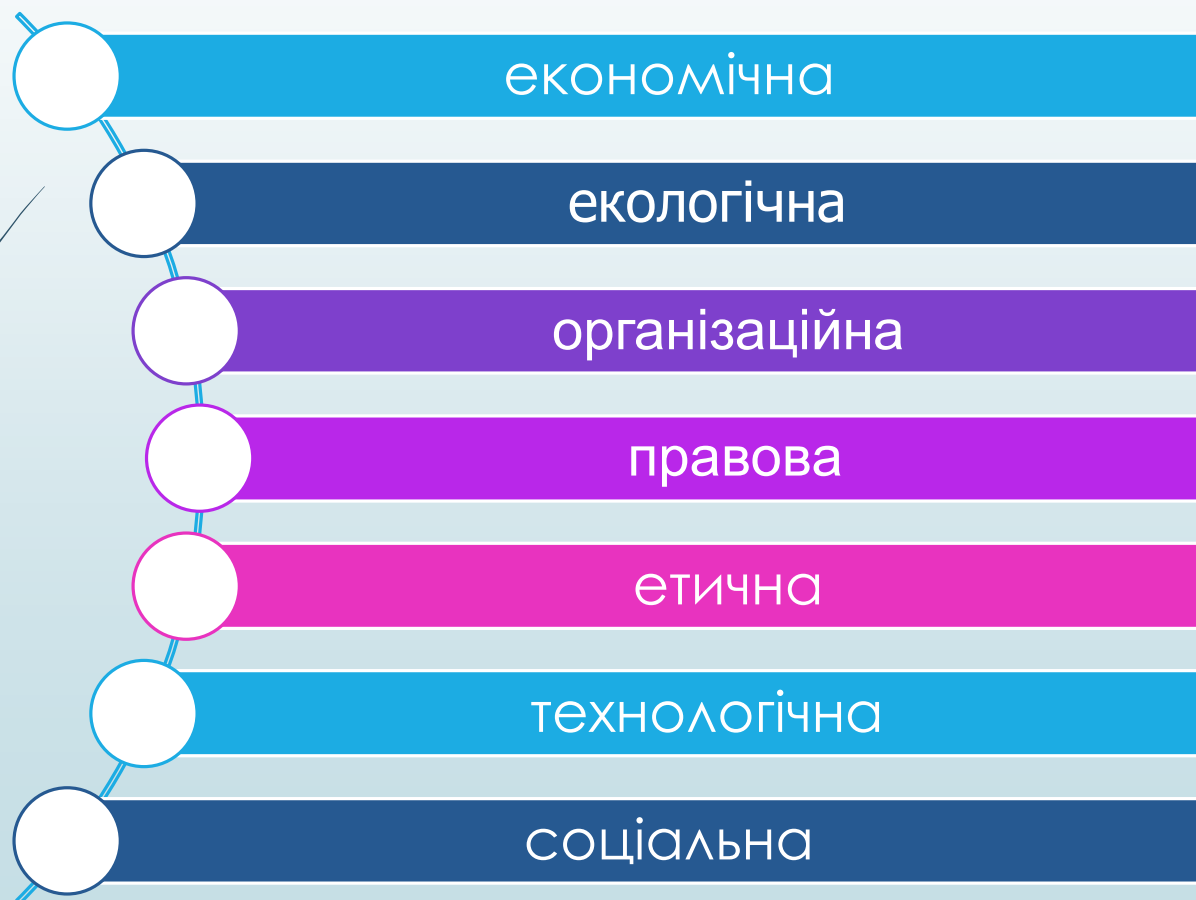 економічна
екологічна
організаційна
правова
етична
технологічна
соціальна